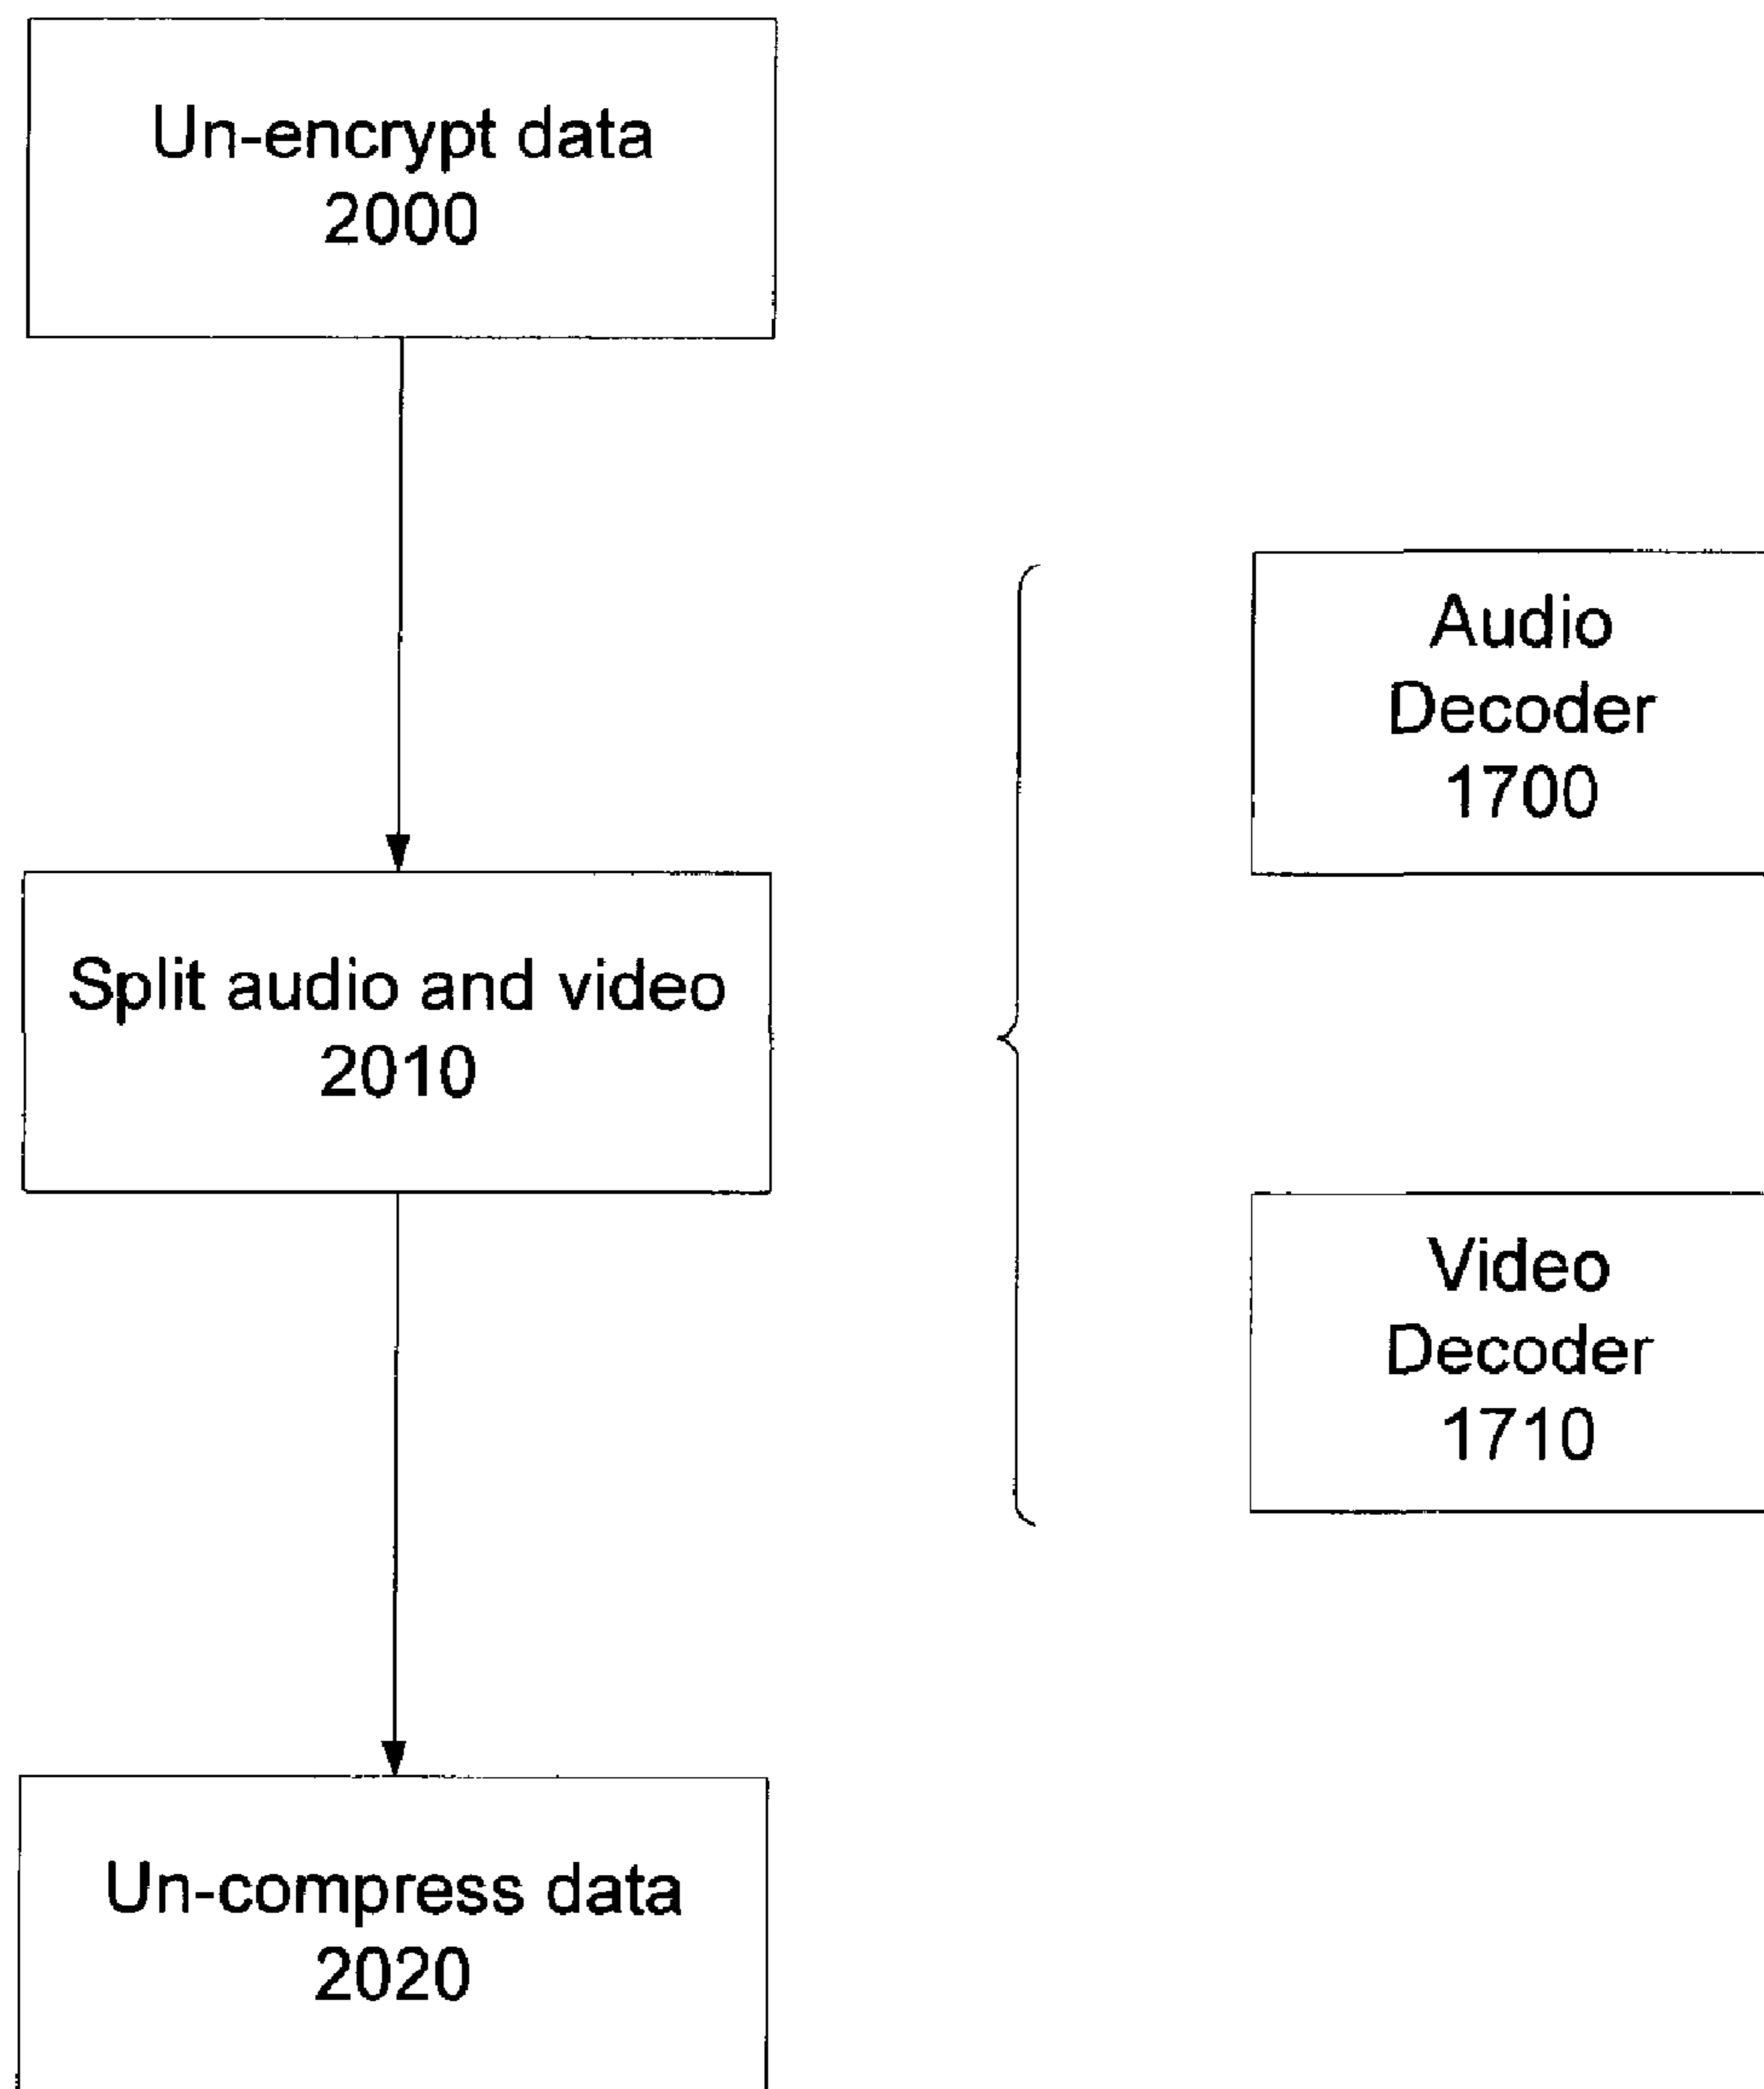 Un-encrypt data
2000
Audio
Decoder
1700
Split audio and video
2010
Video
Decoder
1710
Un-compress data
2020